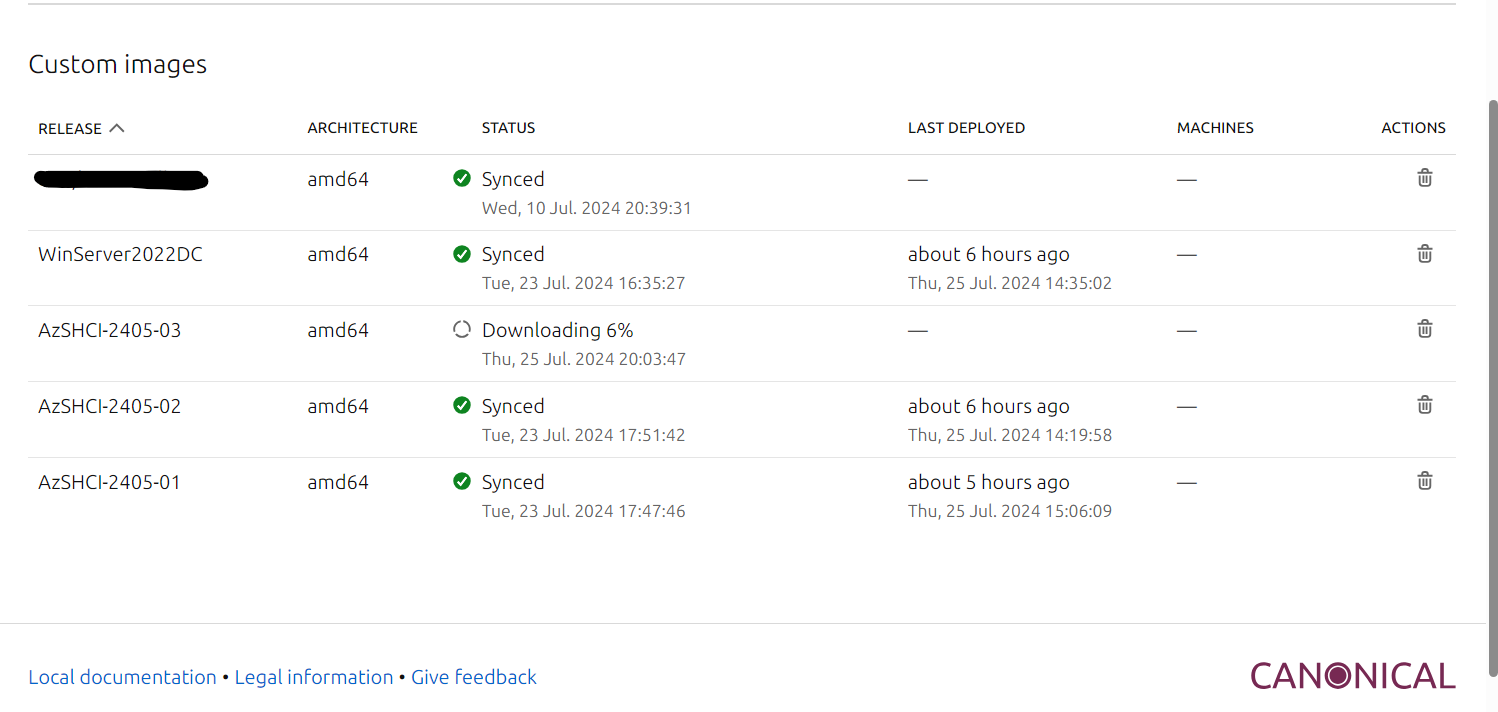 Custom images
RELEASE ARCHITECTURE STATUS LAST DEPLOYED MACHINES ACTIONS
amd64 Synced — —
Wed, 10 Jul. 2024 20:39:31
WinServer2022DC amd64 Synced about 6 hours ago —
Tue, 23 Jul. 2024 16:35:27 Thu, 25 Jul. 2024 14:35:02
AzSHCI-2405-03 amd64 Downloading 6% — —
Thu, 25 Jul. 2024 20:03:47
AzSHCI-2405-02 amd64 Synced about 6 hours ago —
Tue, 23 Jul. 2024 17:51:42 Thu, 25 Jul. 2024 14:19:58
AzSHCI-2405-01 amd64 Synced about 5 hours ago —
Tue, 23 Jul. 2024 17:47:46 Thu, 25 Jul. 2024 15:06:09
Local documentation • Legal information • Give feedback CANONICAL